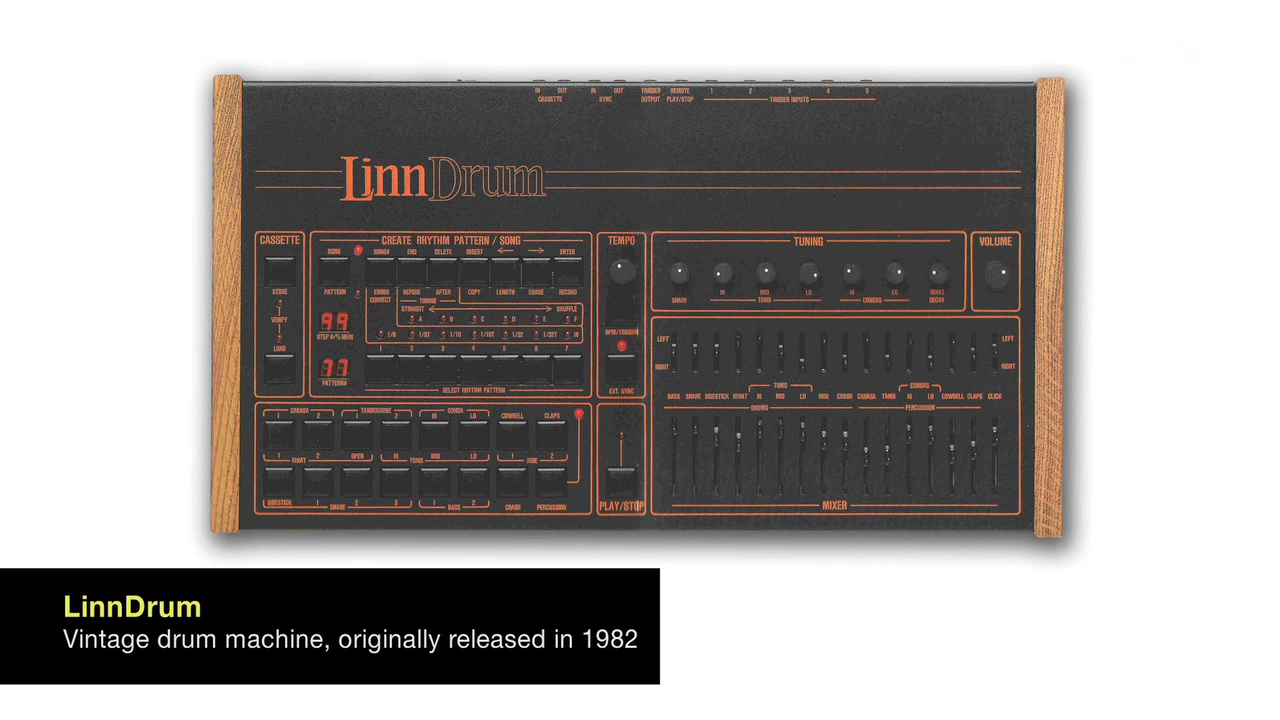 IN OUT IN OUT TRIGGER REMOTE 1 2 3 4 5
CASSETTE SYNC OUTPUT PLAY/STOP TRIGGER INPUTS
LinnDrum
CASSETTE
STORE
VERIFY
LOAD
CREATE RHYTHM PATTERN / SONG
SONG SONG# END DELETE INSERT ← → ENTER
PATTERN ERROR BEFORE AFTER COPY LENGTH ERASE RECORD
CORRECT TIMING
STRAIGHT SHUFFLE
A B C D E F
99
STEP #/% MEM
1/8 1/8T 1/16 1/16T 1/32 1/32T HI
1 2 3 4 5 6 7
11
PATTERN#
SELECT RHYTHM PATTERN
TEMPO
BPM/TRIGGER
EXT. SYNC
PLAY/STOP
TUNING
SNARE HI MID LO HI LO HIHAT
TOMS CONGAS DECAY
VOLUME
LEFT LEFT
RIGHT RIGHT
TOMS CONGAS
BASS SNARE SIDESTICK HIHAT HI MID LO RIDE CRASH CABASA TAMB HI LO COWBELL CLAPS CLICK
DRUMS PERCUSSION
MIXER
CABASA TAMBOURINE CONGA COWBELL CLAPS
1 2 1 2 HI LO
1 2 OPEN HI MID LO 1 2
HIHAT TOMS RIDE
SIDESTICK 1 2 3 1 2 CRASH PERCUSSION
SNARE BASS
LinnDrum
Vintage drum machine, originally released in 1982